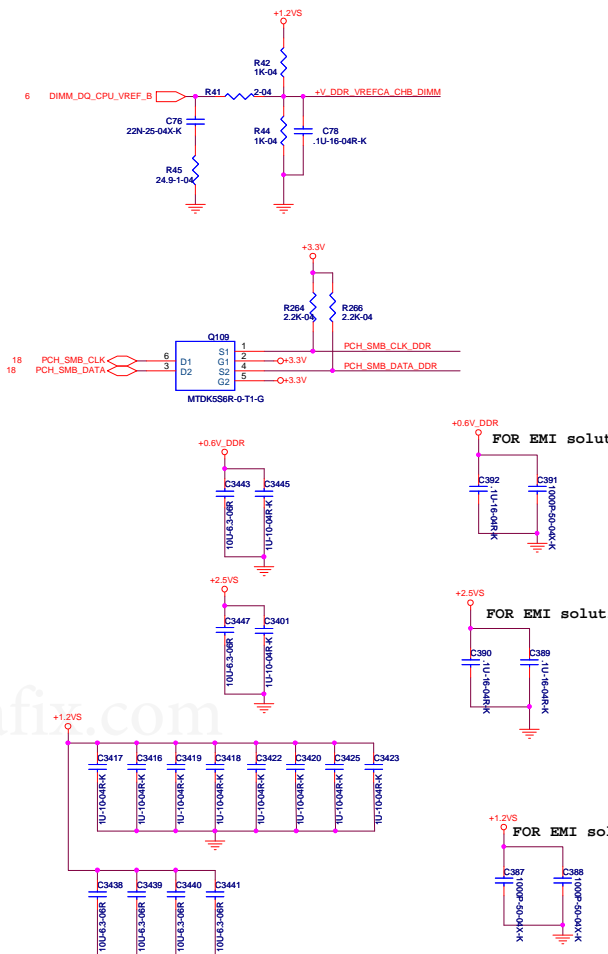 +1.2VS
R42
1K-04
6 DIMM_DQ_CPU_VREF_B R41 2-04 +V_DDR_VREFCA_CHB_DIMM
C76
22N-25-04X-K
R44
1K-04
C78
.1U-16-04R-K
R45
24.9-1-04
+3.3V
R264
2.2K-04
R266
2.2K-04
Q109
18 PCH_SMB_CLK 6 D1 S1 1 PCH_SMB_CLK_DDR
G1 2 +3.3V
18 PCH_SMB_DATA 3 D2 S2 4 PCH_SMB_DATA_DDR
G2 5 +3.3V
MTDK5S6R-0-T1-G
+0.6V_DDR
C3443
10U-6.3-06R
C3445
1U-10-04R-K
+0.6V_DDR
FOR EMI solut
C392
.1U-16-04R-K
C391
1000P-50-04X-K
+2.5VS
C3447
10U-6.3-06R
C3401
1U-10-04R-K
+2.5VS
FOR EMI solut
C390
.1U-16-04R-K
C389
.1U-16-04R-K
afix.com
+1.2VS
C3417
1U-10-04R-K
C3416
1U-10-04R-K
C3419
1U-10-04R-K
C3418
1U-10-04R-K
C3422
1U-10-04R-K
C3420
1U-10-04R-K
C3425
1U-10-04R-K
C3423
1U-10-04R-K
C3438
10U-6.3-06R
C3439
10U-6.3-06R
C3440
10U-6.3-06R
C3441
10U-6.3-06R
+1.2VS
FOR EMI sol
C387
1000P-50-04X-K
C388
1000P-50-04X-K